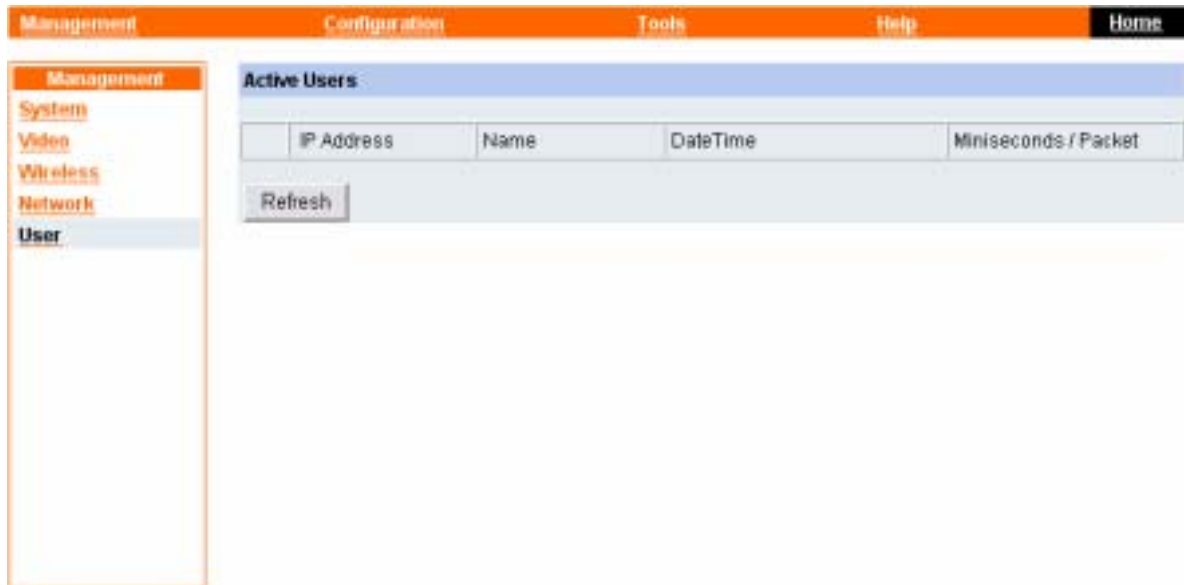 Management Configuration Tools Help Home
Management
System
Video
Wireless
Network
User
Active Users
IP Address Name DateTime Miniseconds / Packet
Refresh